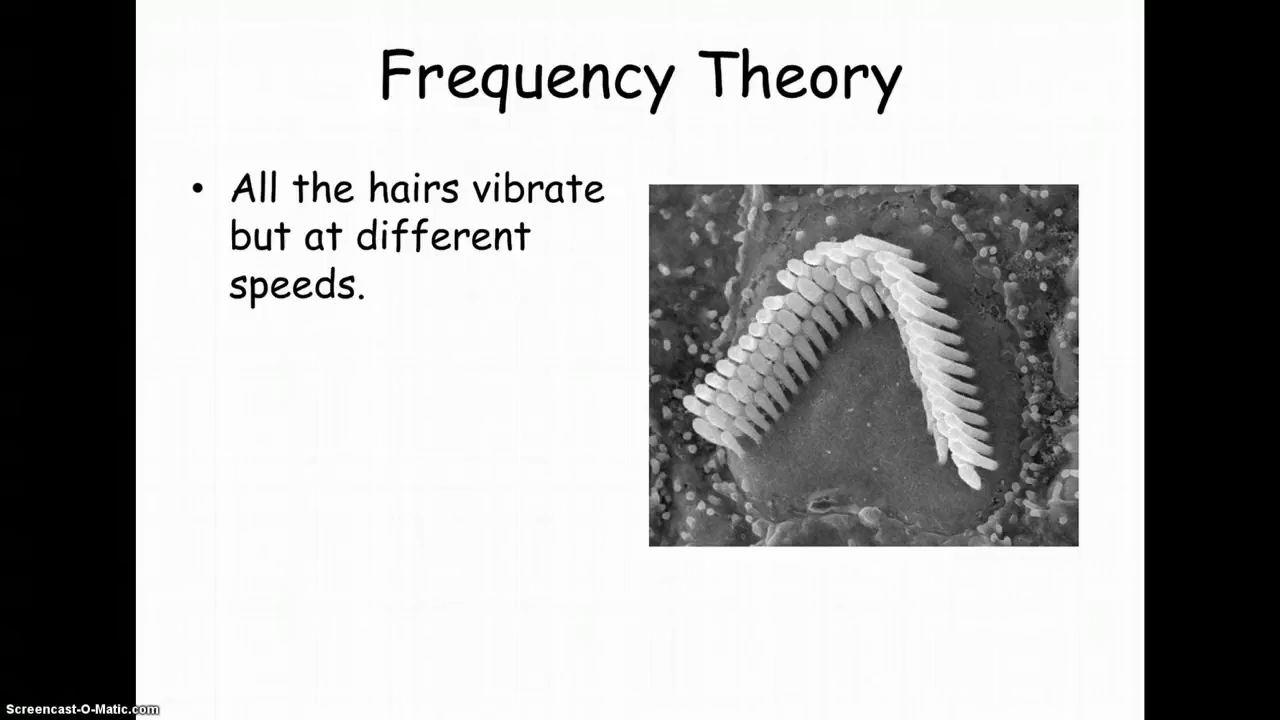 Frequency Theory
• All the hairs vibrate
but at different
speeds.
Screencast-O-Matic.com